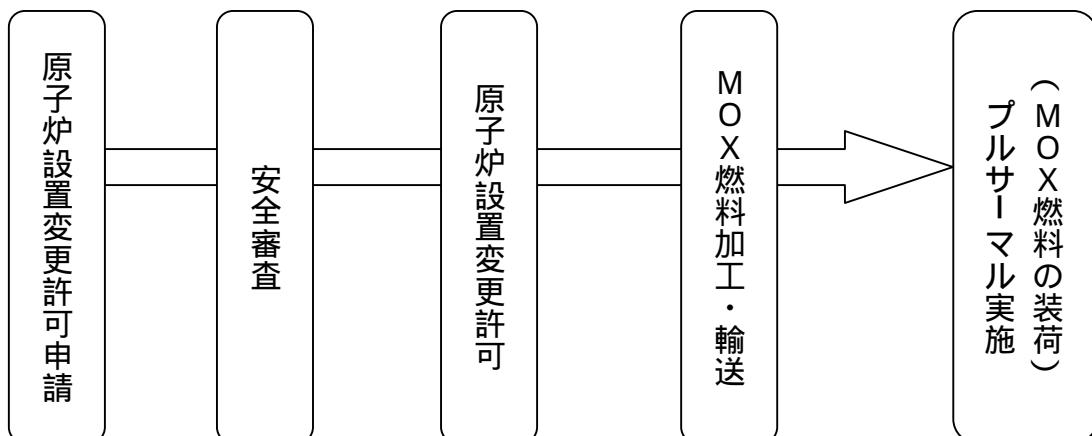 原子炉設置変更許可申請
安全審査
原子炉設置変更許可
MOX燃料加工・輸送
(MOX燃料の装荷)
プルサーマル実施